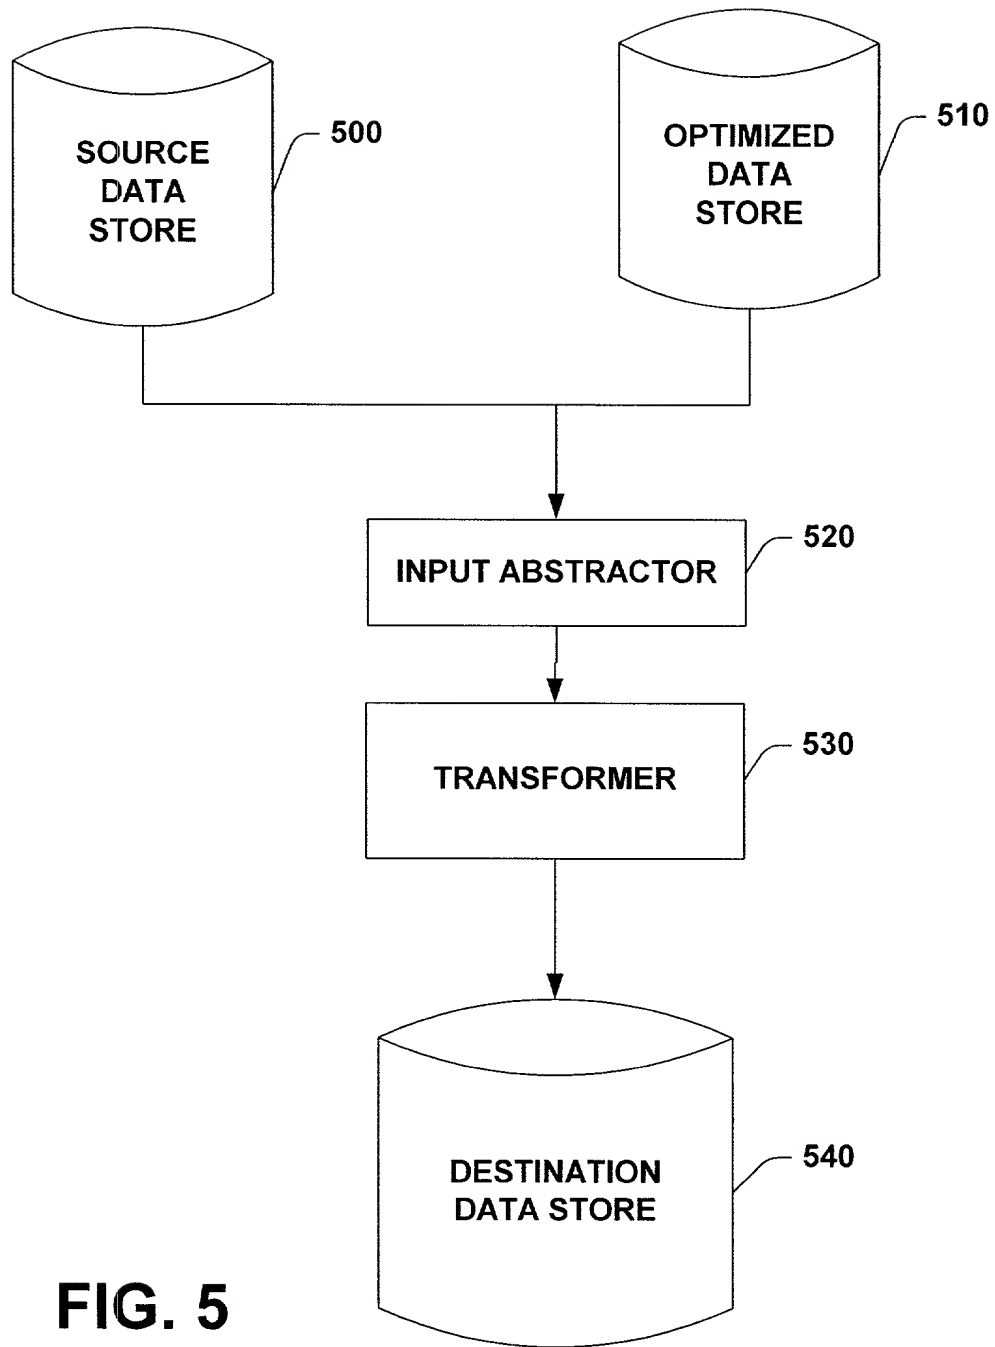 SOURCE
DATA
STORE
500
OPTIMIZED
DATA
STORE
510
INPUT ABSTRACTOR
520
TRANSFORMER
530
DESTINATION
DATA STORE
540
FIG. 5